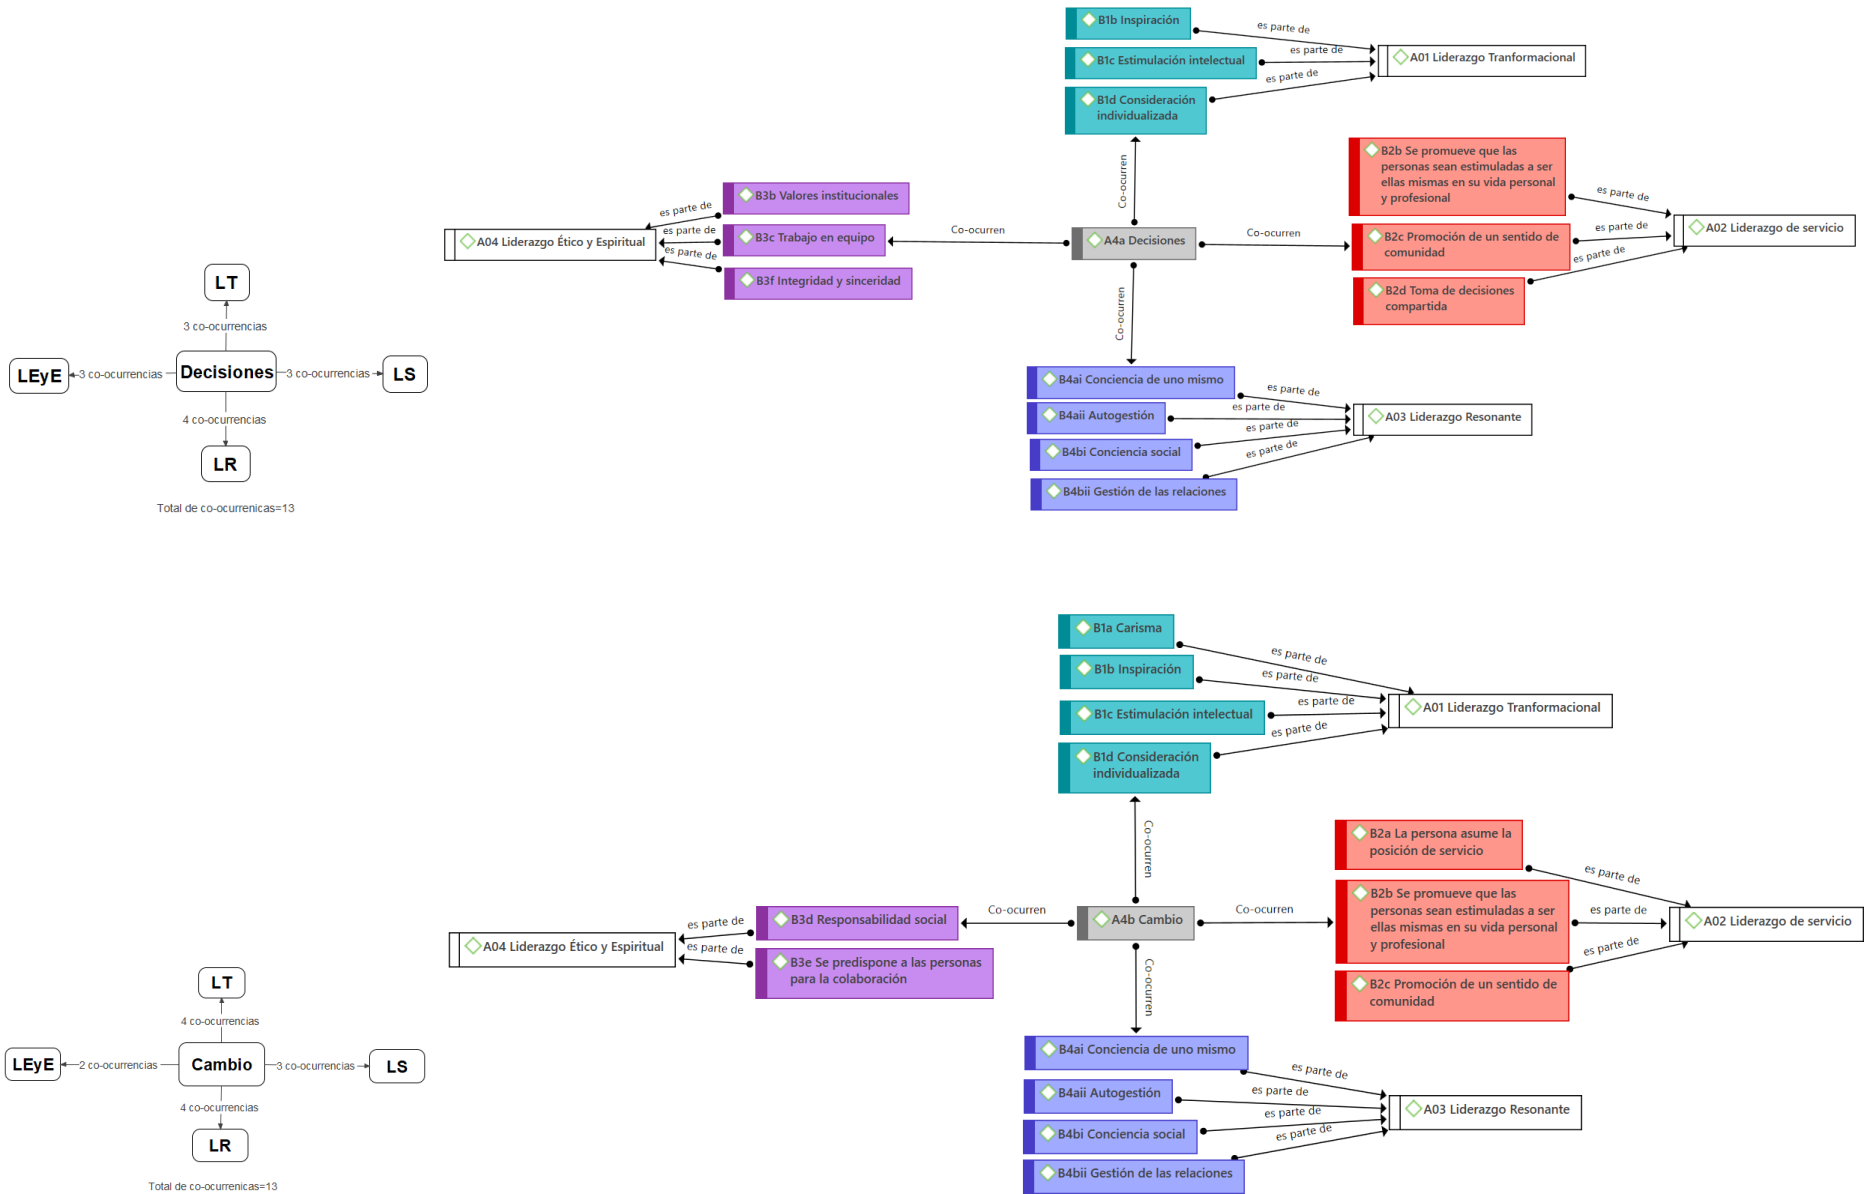 B1b Inspiración
es parte de
B1c Estimulación intelectual
es parte de
A01 Liderazgo Tranformacional
es parte de
B1d Consideración
individualizada
Co-ocurren
B2b Se promueve que las
personas sean estimuladas a ser
ellas mismas en su vida personal
y profesional
es parte de
B3b Valores institucionales
es parte de
A04 Liderazgo Ético y Espiritual
es parte de
B3c Trabajo en equipo
es parte de
B3f Integridad y sinceridad
Co-ocurren
A4a Decisiones
Co-ocurren
B2c Promoción de un sentido de
comunidad
es parte de
A02 Liderazgo de servicio
es parte de
B2d Toma de decisiones
compartida
Co-ocurren
LT
3 co-ocurrencias
LEyE
3 co-ocurrencias
Decisiones
3 co-ocurrencias
LS
4 co-ocurrencias
LR
Total de co-ocurrenicas=13
B4ai Conciencia de uno mismo
es parte de
B4aii Autogestión
es parte de
A03 Liderazgo Resonante
es parte de
B4bi Conciencia social
es parte de
B4bii Gestión de las relaciones
B1a Carisma
es parte de
B1b Inspiración
es parte de
B1c Estimulación intelectual
es parte de
A01 Liderazgo Tranformacional
es parte de
B1d Consideración
individualizada
Co-ocurren
B2a La persona asume la
posición de servicio
es parte de
B2b Se promueve que las
personas sean estimuladas a ser
ellas mismas en su vida personal
y profesional
es parte de
A02 Liderazgo de servicio
es parte de
B2c Promoción de un sentido de
comunidad
B3d Responsabilidad social
es parte de
A04 Liderazgo Ético y Espiritual
es parte de
B3e Se predispone a las personas
para la colaboración
Co-ocurren
A4b Cambio
Co-ocurren
Co-ocurren
LT
4 co-ocurrencias
LEyE
2 co-ocurrencias
Cambio
3 co-ocurrencias
LS
4 co-ocurrencias
LR
Total de co-ocurrenicas=13
B4ai Conciencia de uno mismo
es parte de
B4aii Autogestión
es parte de
A03 Liderazgo Resonante
es parte de
B4bi Conciencia social
es parte de
B4bii Gestión de las relaciones